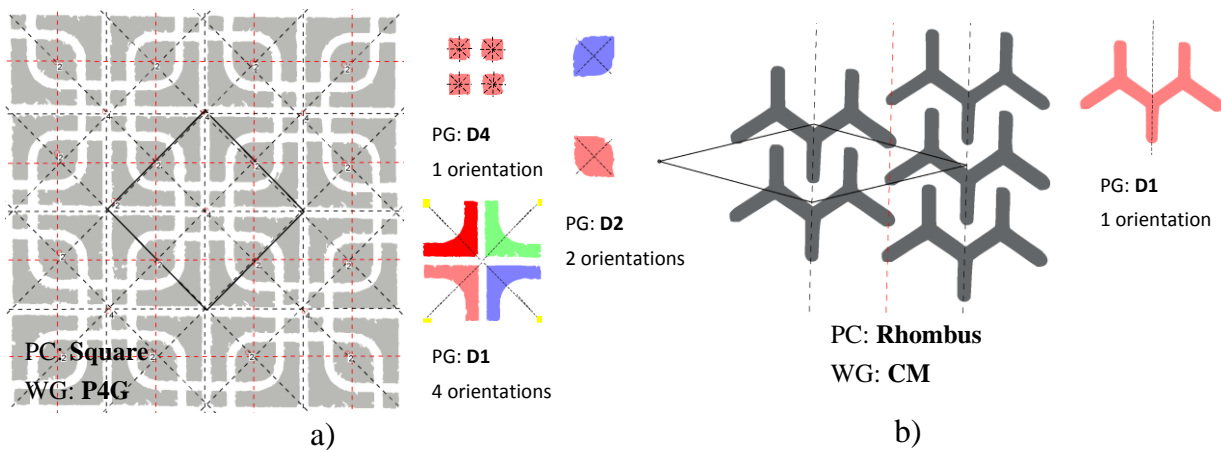 PG: D4
1 orientation
PG: D2
2 orientations
PG: D1
4 orientations
PC: Square
WG: P4G
a)
PG: D1
1 orientation
PC: Rhombus
WG: CM
b)